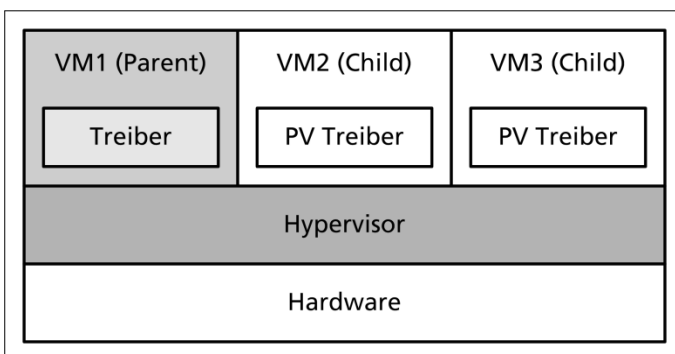 VM1 (Parent)
VM2 (Child)
VM3 (Child)
Treiber
PV Treiber
PV Treiber
Hypervisor
Hardware